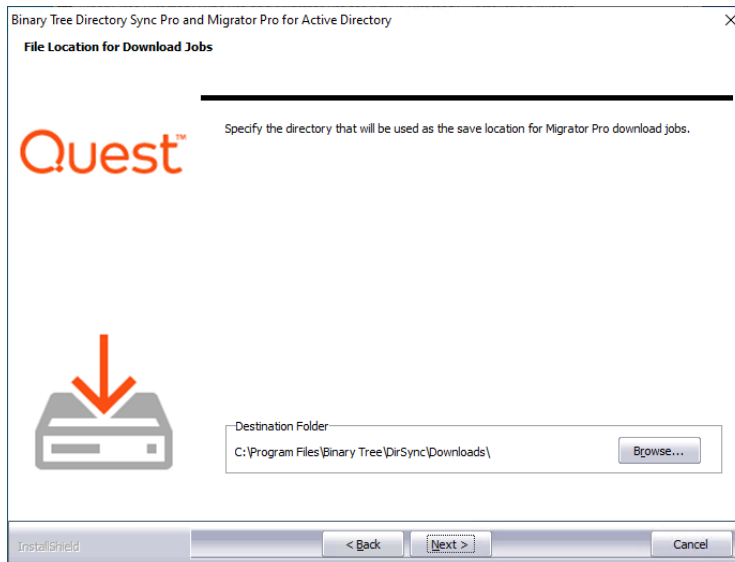 Binary Tree Directory Sync Pro and Migrator Pro for Active Directory
File Location for Download Jobs
Quest™
Specify the directory that will be used as the save location for Migrator Pro download jobs.
Destination Folder
C:\Program Files\Binary Tree\DirSync\Downloads\
Browse...
InstallShield
< Back
Next >
Cancel